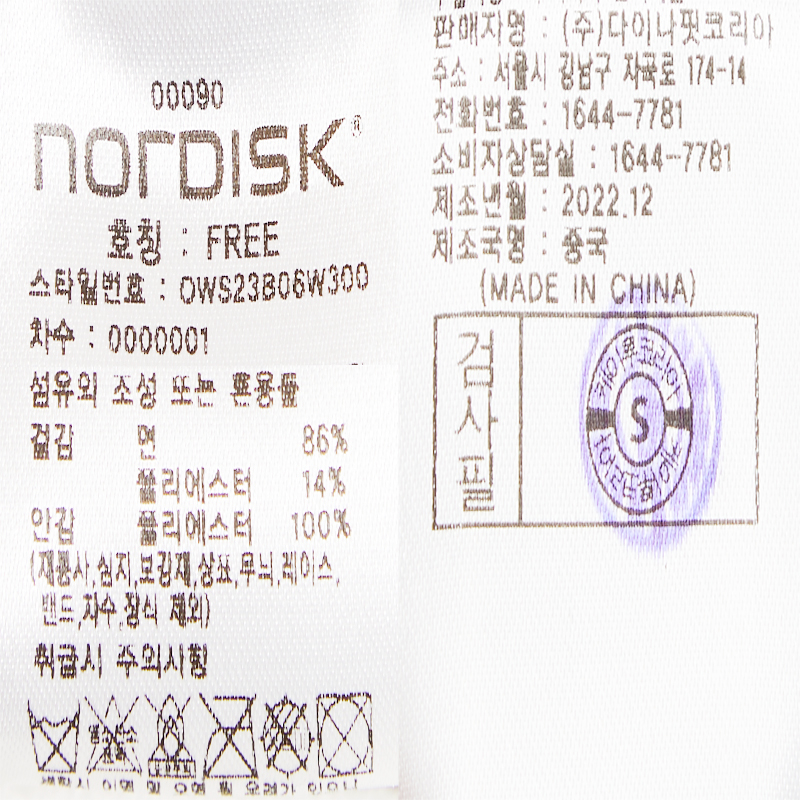 00090
nordisk®
호칭 : FREE
스타일번호 : OWS23B06W300
차수 : 0000001
섬유의 조성 또는 혼용률
겉감 면 86%
폴리에스터 14%
안감 폴리에스터 100%
(재봉사,심지,보강재,상표,무늬,레이스,
밴드,자수,장식 제외)
취급시 주의사항
판매자명 : (주)다이나핏코리아
주소 : 서울시 강남구 자곡로 174-14
전화번호 : 1644-7781
소비자상담실 : 1644-7781
제조년월 : 2022.12
제조국명 : 중국
(MADE IN CHINA)
검사필
S